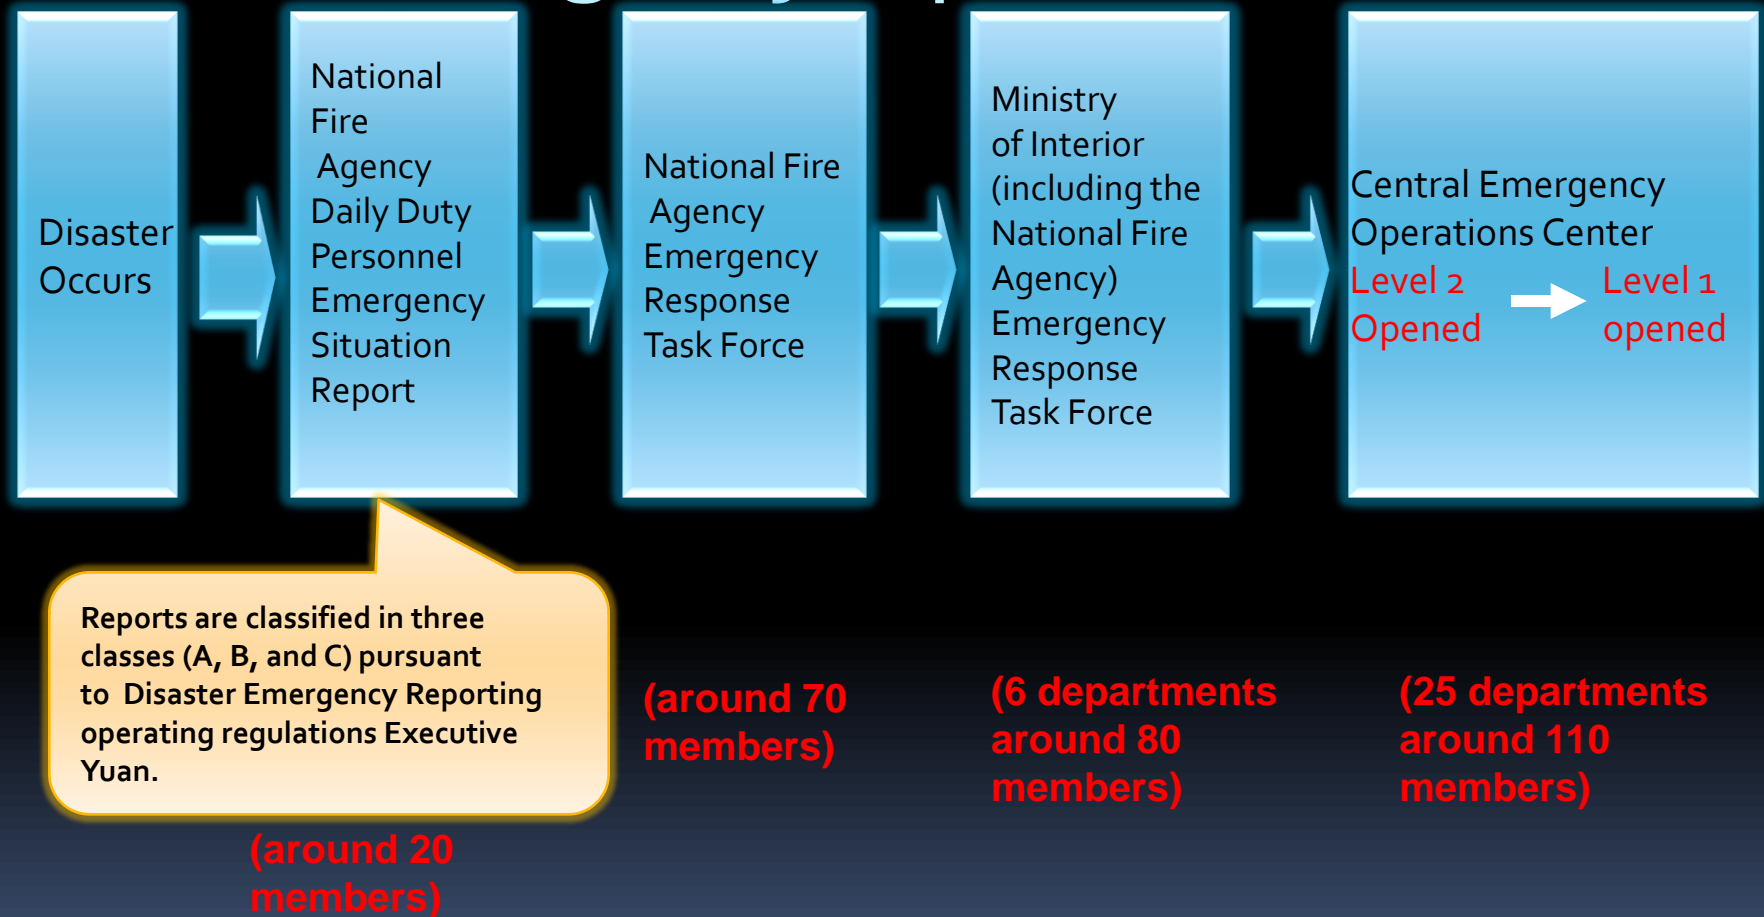 Disaster
Occurs
National
Fire
Agency
Daily Duty
Personnel
Emergency
Situation
Report
National Fire
Agency
Emergency
Response
Task Force
Ministry
of Interior
(including the
National Fire
Agency)
Emergency
Response
Task Force
Central Emergency
Operations Center
Level 2
Opened
Level 1
opened
Reports are classified in three
classes (A, B, and C) pursuant
to Disaster Emergency Reporting
operating regulations Executive
Yuan.
(around 20
members)
(around 70
members)
(6 departments
around 80
members)
(25 departments
around 110
members)